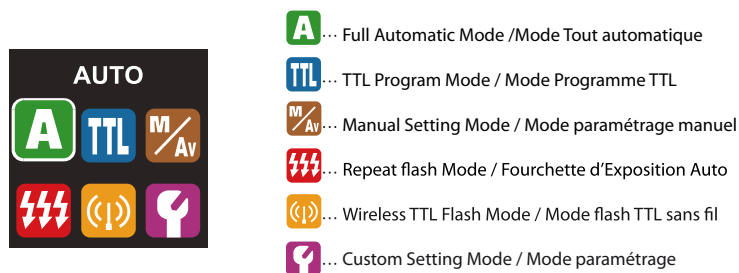 AUTO
A TTL M/Av
A … Full Automatic Mode /Mode Tout automatique
TTL … TTL Program Mode / Mode Programme TTL
M/Av … Manual Setting Mode / Mode paramétrage manuel
… Repeat flash Mode / Fourchette d’Exposition Auto
… Wireless TTL Flash Mode / Mode flash TTL sans fil
… Custom Setting Mode / Mode paramétrage